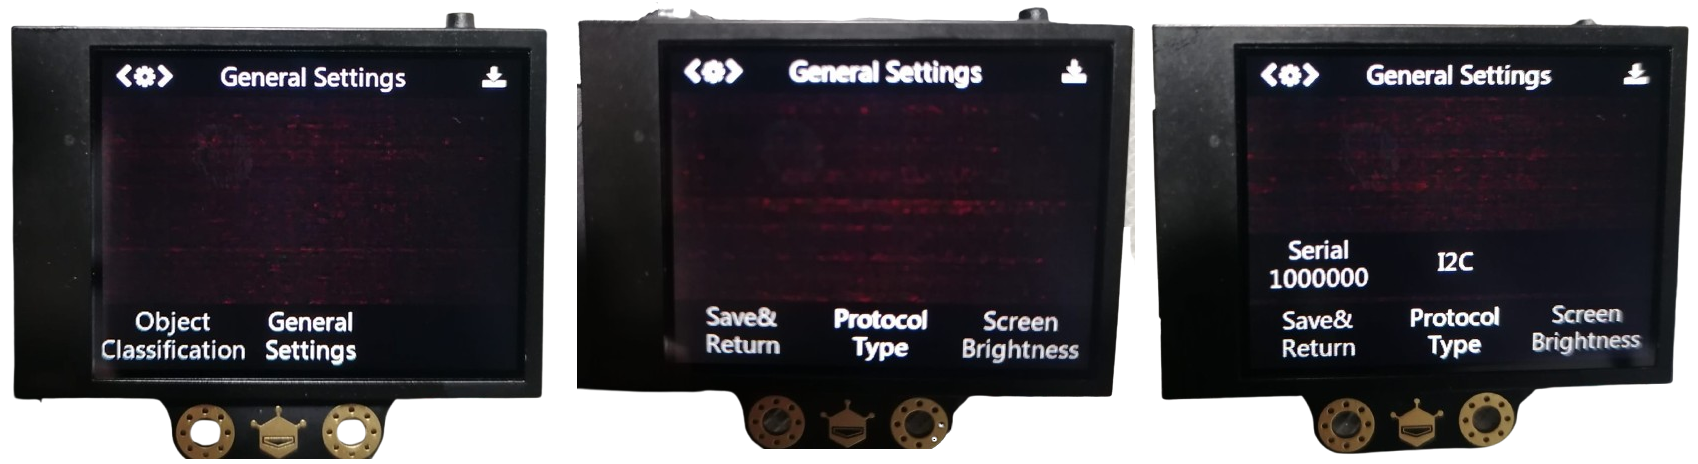 General Settings
Object
Classification
General
Settings
General Settings
Save&
Return
Protocol
Type
Screen
Brightness
General Settings
Serial
1000000
I2C
Save&
Return
Protocol
Type
Screen
Brightness